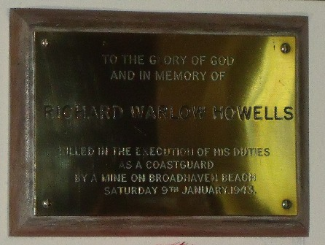 TO THE GLORY OF GOD
AND IN MEMORY OF
RICHARD WARLOW HOWELLS
KILLED IN THE EXECUTION OF HIS DUTIES
AS A COASTGUARD
BY A MINE ON BROADHAVEN BEACH
SATURDAY 9TH JANUARY.1943.